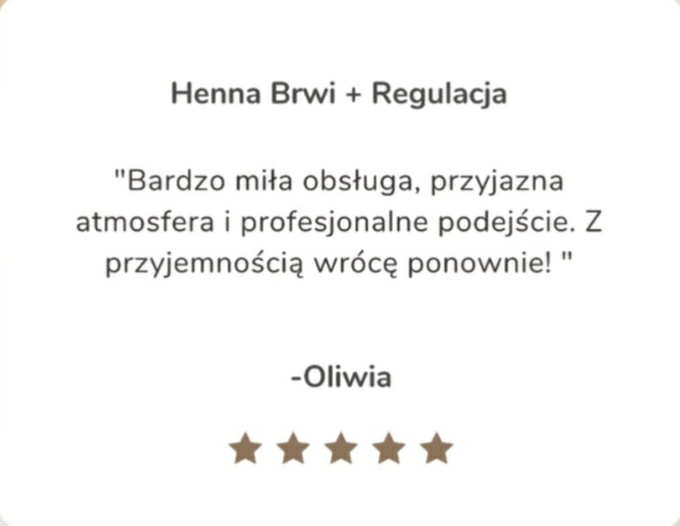 Henna Brwi + Regulacja
"Bardzo miła obsługa, przyjazna
atmosfera i profesjonalne podejście. Z
przyjemnością wrócę ponownie! "
-Oliwia